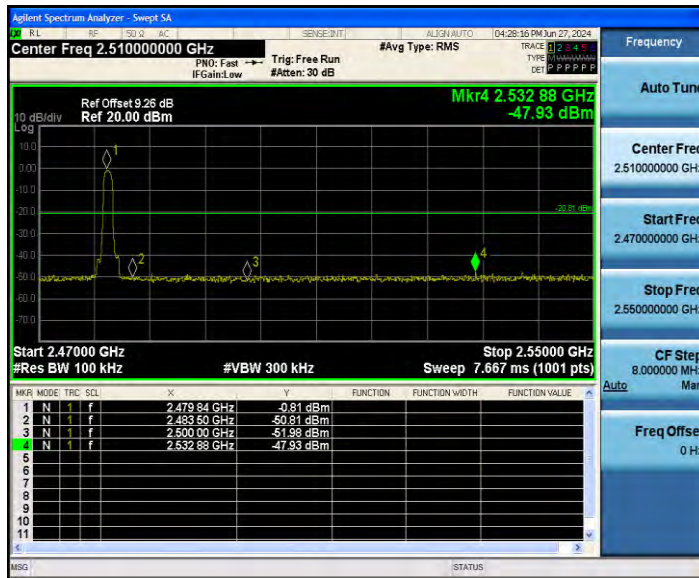 Agilent Spectrum Analyzer - Swept SA
RL RF 50 Ω AC SENSE:INT ALIGN AUTO 04:28:16 PM Jun 27, 2024
Center Freq 2.510000000 GHz
#Avg Type: RMS
TRACE 1 2 3 4 5 6
PNO: Fast Trig: Free Run
TYPE M
IFGain:Low #Atten: 30 dB
DET P P P P P P
Frequency
Auto Tune
Center Freq
2.510000000 GHz
Start Freq
2.470000000 GHz
Stop Freq
2.550000000 GHz
CF Step
8.000000 MHz
Auto Man
Freq Offset
0 Hz
Mkr4 2.532 88 GHz
-47.93 dBm
Ref Offset 9.26 dB
10 dB/div Ref 20.00 dBm
Log
10.0
0.00
-10.0
-20.0
-30.0
-40.0
-50.0
-60.0
-70.0
1
2
3
4
-20.81 dBm
Start 2.47000 GHz Stop 2.55000 GHz
#Res BW 100 kHz #VBW 300 kHz Sweep 7.667 ms (1001 pts)
MKR MODE TRC SCL X Y FUNCTION FUNCTION WIDTH FUNCTION VALUE
1 N 1 f 2.479 84 GHz -0.81 dBm
2 N 1 f 2.483 50 GHz -50.81 dBm
3 N 1 f 2.500 00 GHz -51.98 dBm
4 N 1 f 2.532 88 GHz -47.93 dBm
5
6
7
8
9
10
11
MSG STATUS